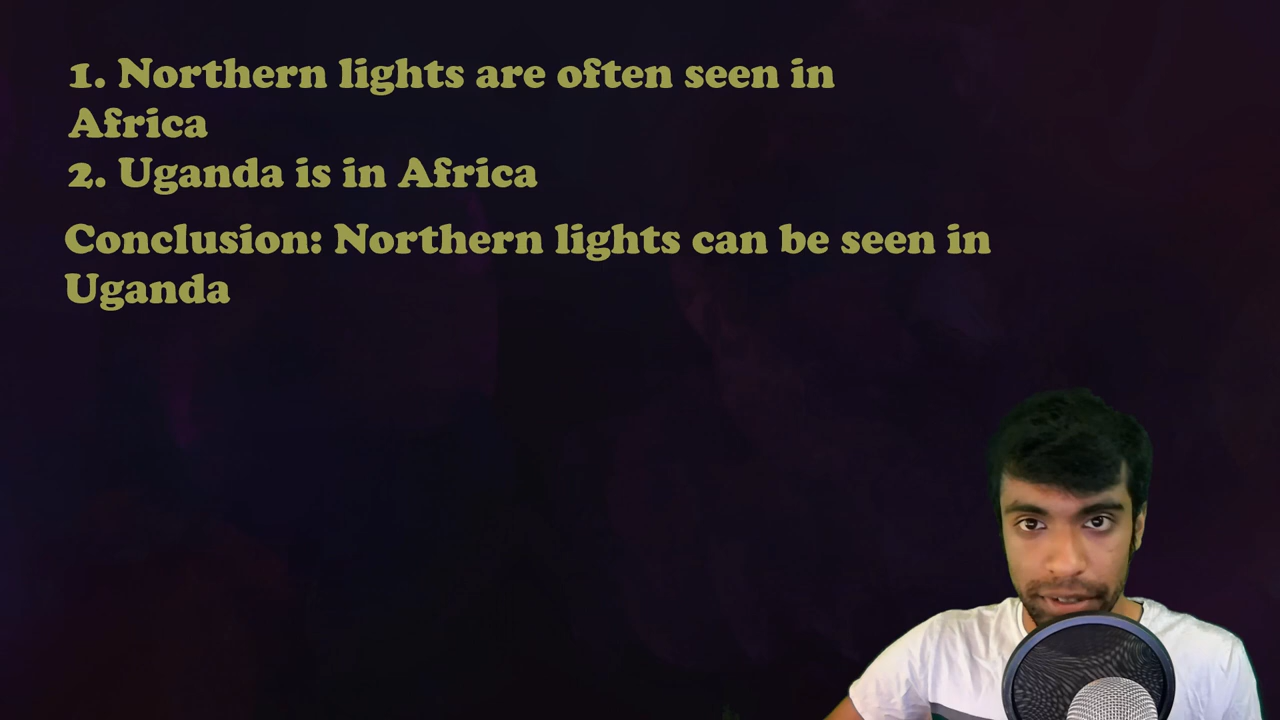 1. Northern lights are often seen in
Africa
2. Uganda is in Africa
Conclusion: Northern lights can be seen in
Uganda